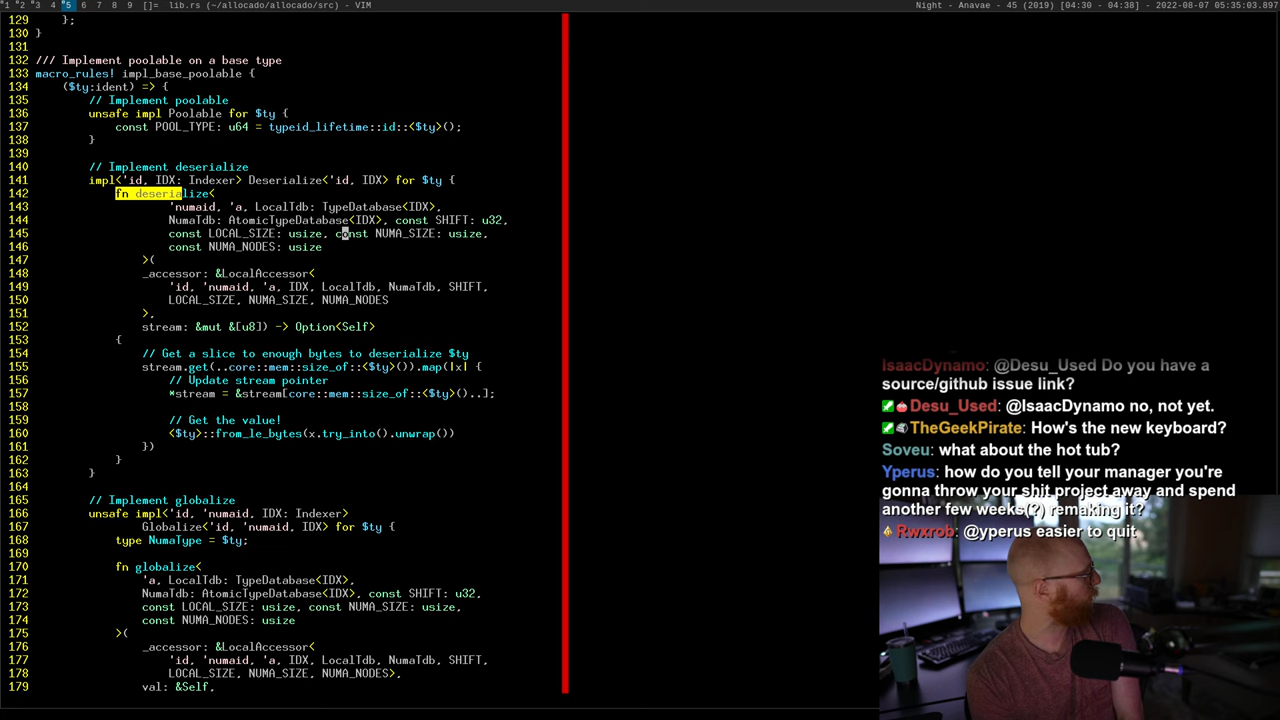 1 2 3 4 5 6 7 8 9 []= lib.rs (~/allocado/allocado/src) - VIM
Night - Anavae - 45 (2019) [04:30 - 04:38] - 2022-08-07 05:35:03.897
129     };
130 }
131
132 /// Implement poolable on a base type
133 macro_rules! impl_base_poolable {
134     ($ty:ident) => {
135         // Implement poolable
136         unsafe impl Poolable for $ty {
137             const POOL_TYPE: u64 = typeid_lifetime::id::<$ty>();
138         }
139
140         // Implement deserialize
141         impl<'id, IDX: Indexer> Deserialize<'id, IDX> for $ty {
142             fn deserialize<
143                     'numaid, 'a, LocalTdb: TypeDatabase<IDX>,
144                     NumaTdb: AtomicTypeDatabase<IDX>, const SHIFT: u32,
145                     const LOCAL_SIZE: usize, const NUMA_SIZE: usize,
146                     const NUMA_NODES: usize
147                 >(
148                 _accessor: &LocalAccessor<
149                     'id, 'numaid, 'a, IDX, LocalTdb, NumaTdb, SHIFT,
150                     LOCAL_SIZE, NUMA_SIZE, NUMA_NODES
151                 >,
152                 stream: &mut &[u8]) -> Option<Self>
153             {
154                 // Get a slice to enough bytes to deserialize $ty
155                 stream.get(..core::mem::size_of::<$ty>()).map(|x| {
156                     // Update stream pointer
157                     *stream = &stream[core::mem::size_of::<$ty>()..];
158
159                     // Get the value!
160                     <$ty>::from_le_bytes(x.try_into().unwrap())
161                 })
162             }
163         }
164
165         // Implement globalize
166         unsafe impl<'id, 'numaid, IDX: Indexer>
167                 Globalize<'id, 'numaid, IDX> for $ty {
168             type NumaType = $ty;
169
170             fn globalize<
171                 'a, LocalTdb: TypeDatabase<IDX>,
172                 NumaTdb: AtomicTypeDatabase<IDX>, const SHIFT: u32,
173                 const LOCAL_SIZE: usize, const NUMA_SIZE: usize,
174                 const NUMA_NODES: usize
175             >(
176                 _accessor: &LocalAccessor<
177                     'id, 'numaid, 'a, IDX, LocalTdb, NumaTdb, SHIFT,
178                     LOCAL_SIZE, NUMA_SIZE, NUMA_NODES>,
179                 val: &Self,
IsaacDynamo: @Desu_Used Do you have a
source/github issue link?
Desu_Used: @IsaacDynamo no, not yet.
TheGeekPirate: How's the new keyboard?
Soveu: what about the hot tub?
Yperus: how do you tell your manager you're
gonna throw your shit project away and spend
another few weeks(?) remaking it?
Rwxrob: @yperus easier to quit